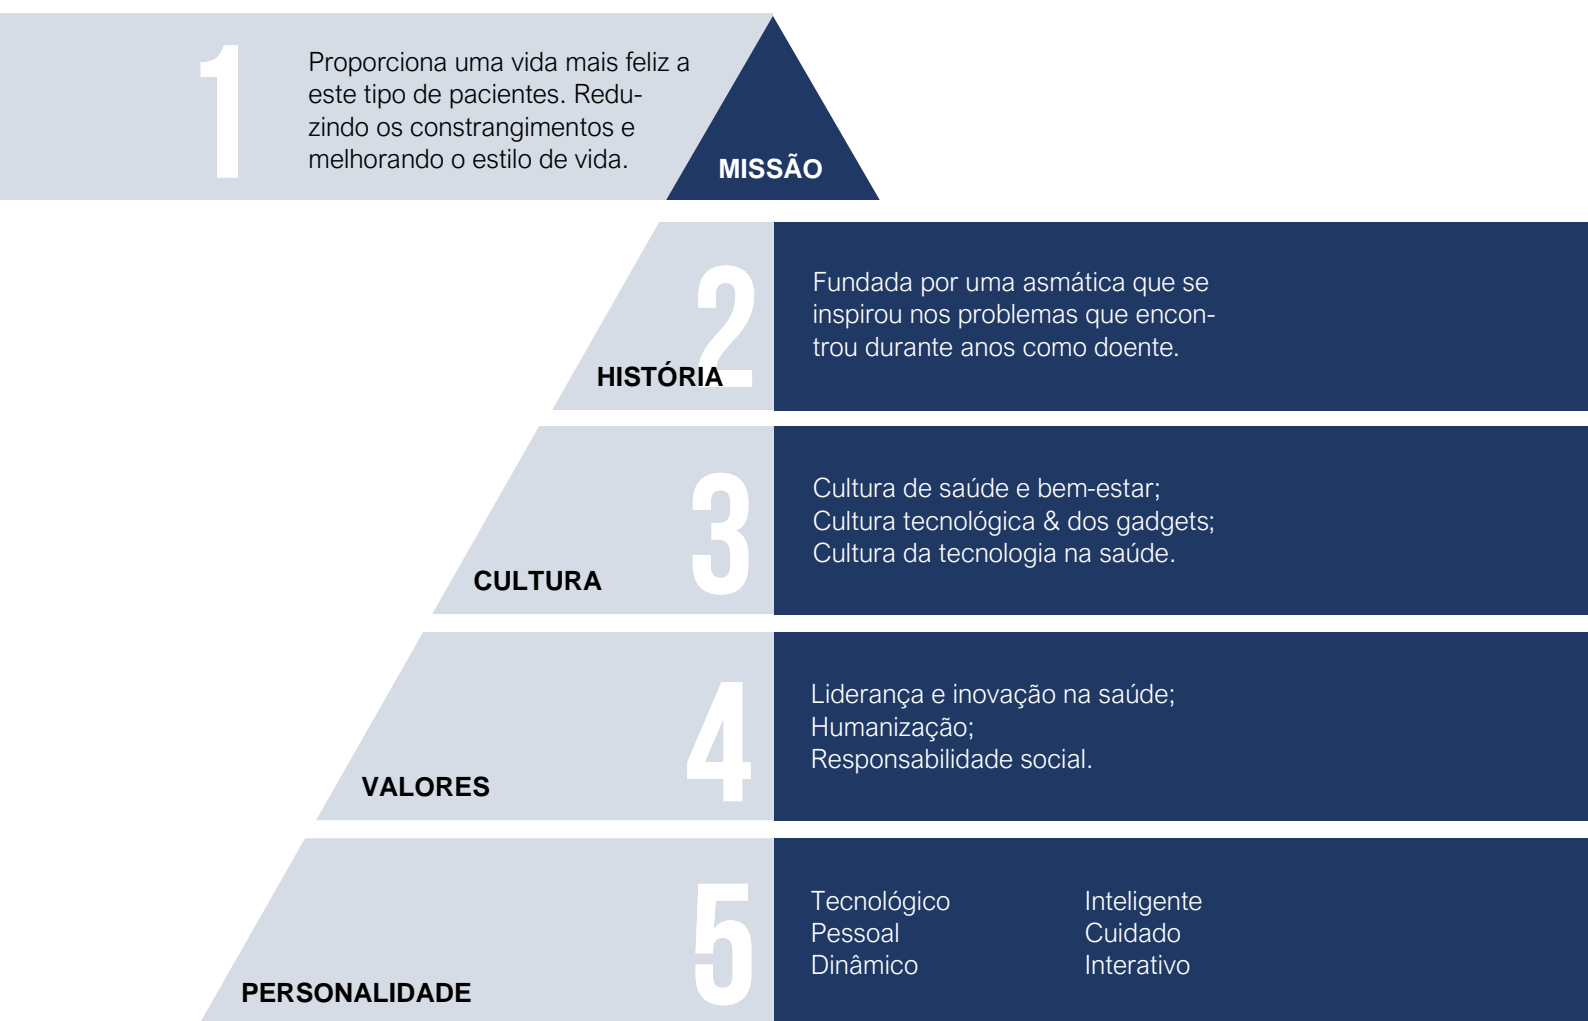 1
Proporciona uma vida mais feliz a
este tipo de pacientes. Redu-
zindo os constrangimentos e
melhorando o estilo de vida.
MISSÃO
2
HISTÓRIA
Fundada por uma asmática que se
inspirou nos problemas que encon-
trou durante anos como doente.
3
CULTURA
Cultura de saúde e bem-estar;
Cultura tecnológica & dos gadgets;
Cultura da tecnologia na saúde.
4
VALORES
Liderança e inovação na saúde;
Humanização;
Responsabilidade social.
5
PERSONALIDADE
Tecnológico
Pessoal
Dinâmico
Inteligente
Cuidado
Interativo